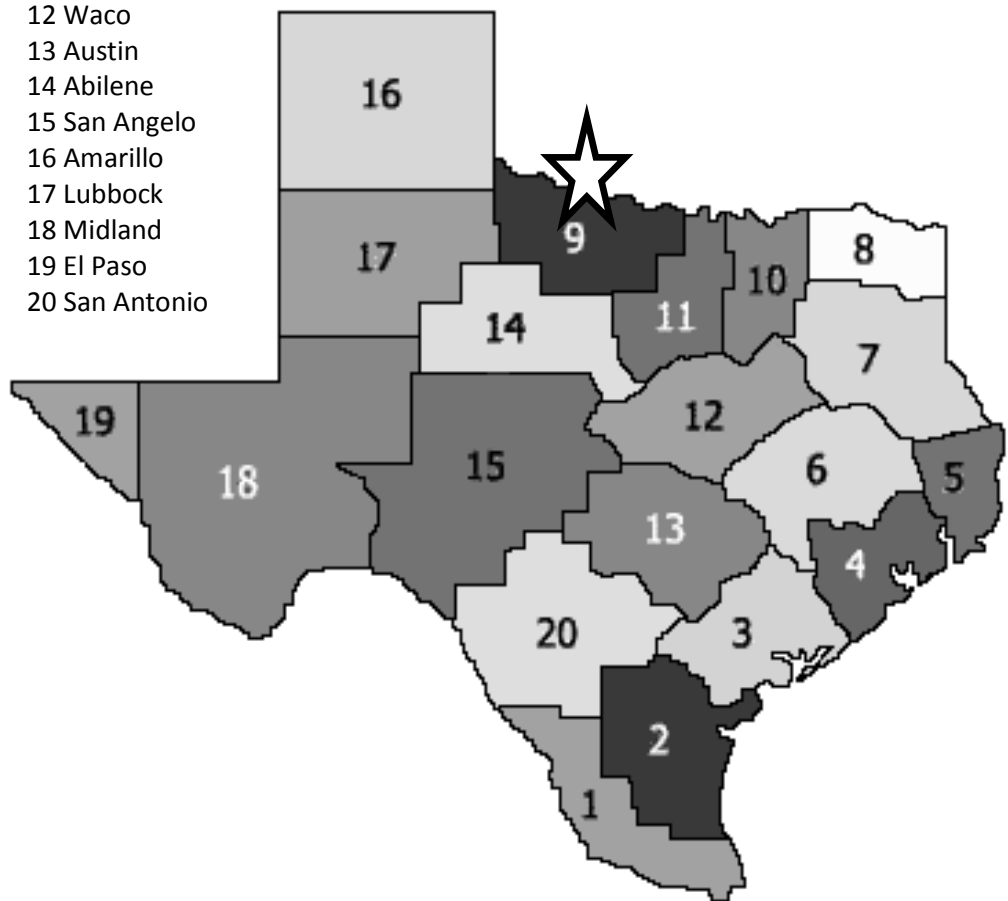 12 Waco
13 Austin
14 Abilene
15 San Angelo
16 Amarillo
17 Lubbock
18 Midland
19 El Paso
20 San Antonio
16
9
8
17
10
11
14
7
19
12
18
15
6
5
13
4
20
3
2
1